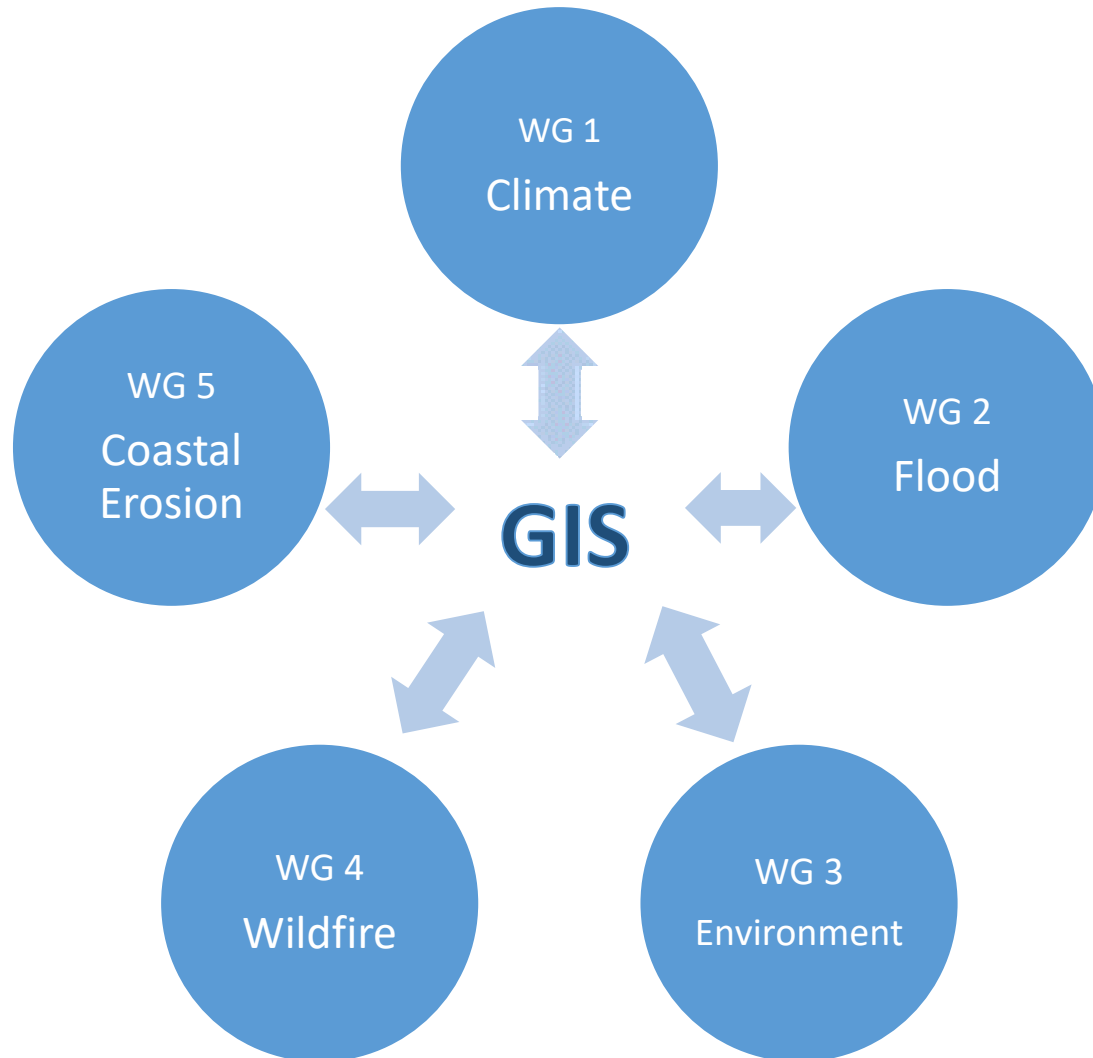 WG 1
Climate
WG 5
Coastal
Erosion
WG 2
Flood
GIS
WG 4
Wildfire
WG 3
Environment